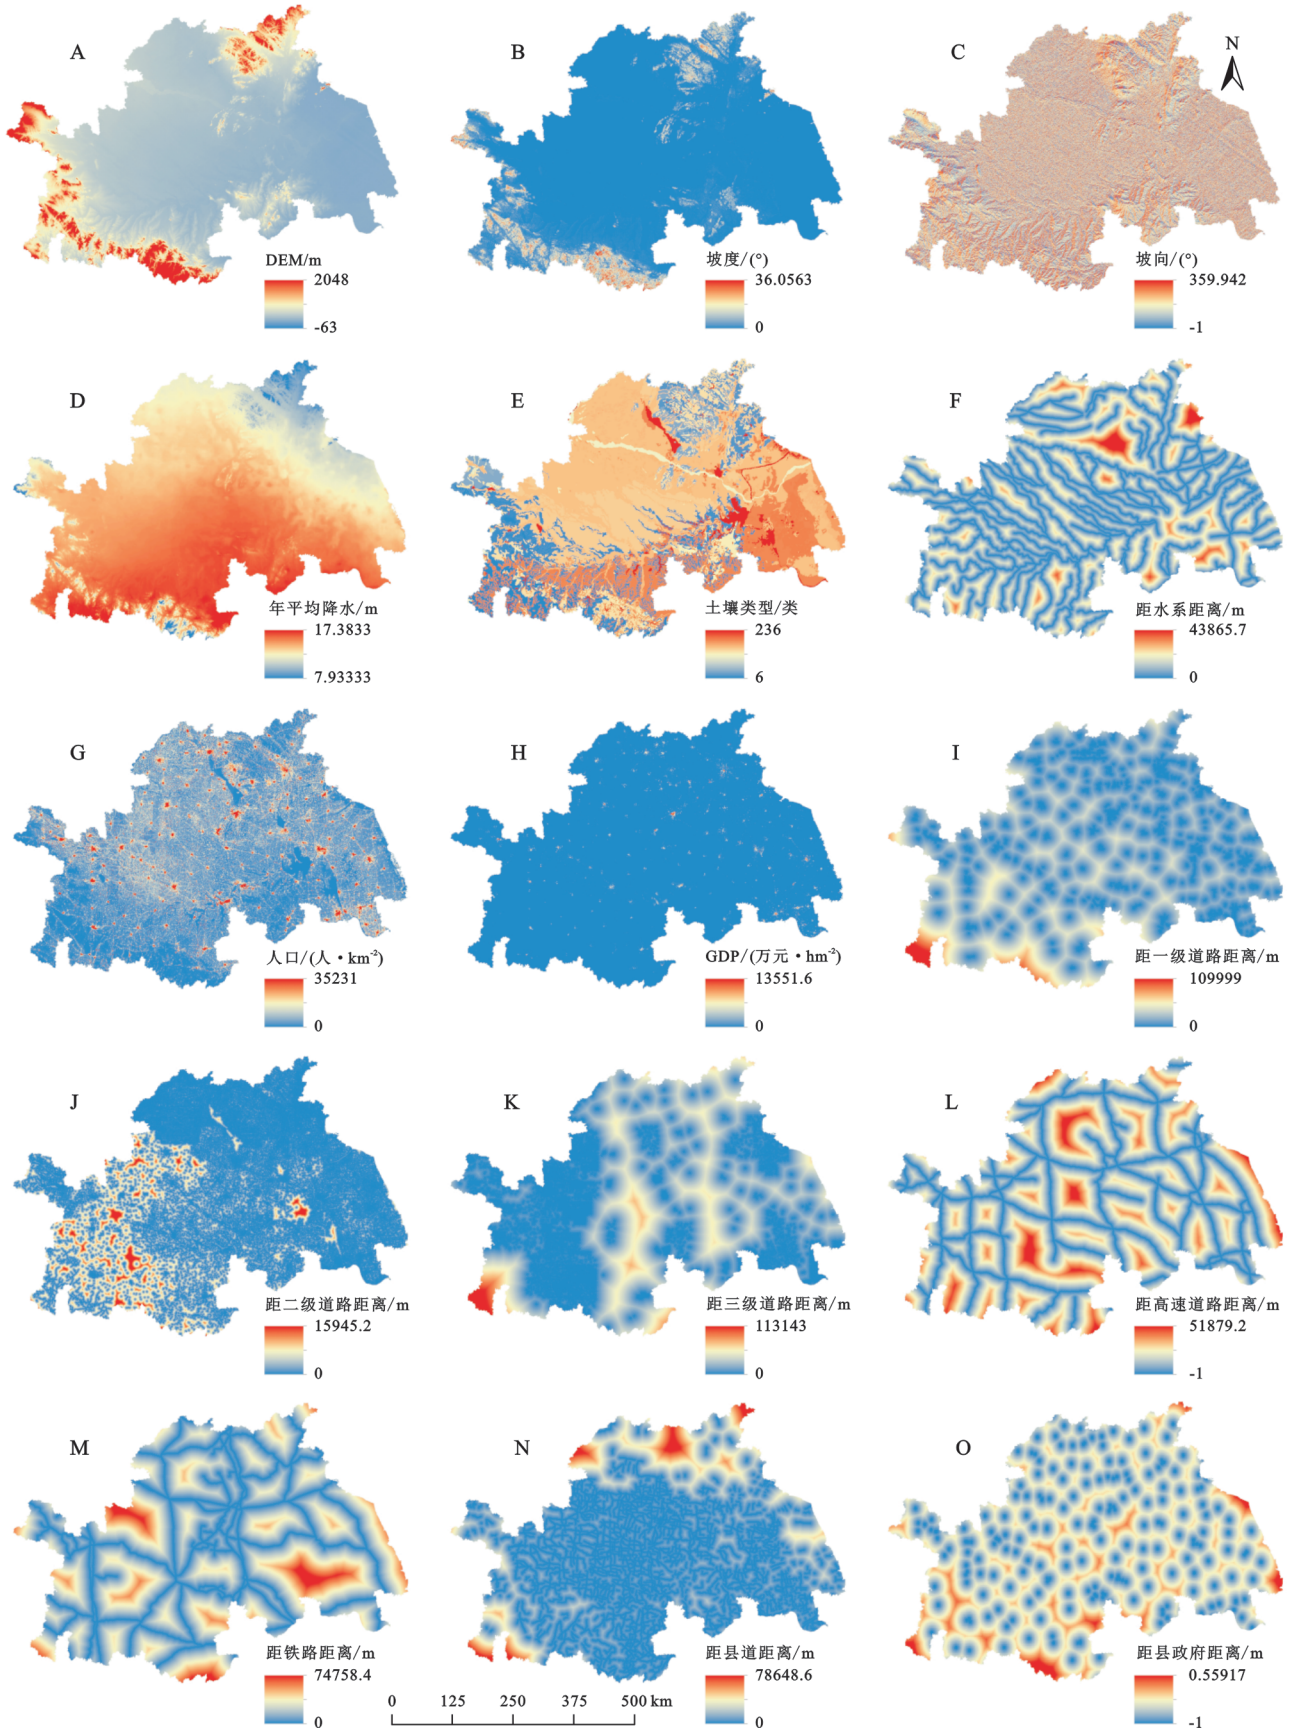 A
DEM/m
2048
-63
B
坡度/(°)
36.0563
0
C
N
坡向/(°)
359.942
-1
D
年平均降水/m
17.3833
7.93333
E
土壤类型/类
236
6
F
距水系距离/m
43865.7
0
G
人口/(人·km⁻²)
35231
0
H
GDP/(万元·hm⁻²)
13551.6
0
I
距一级道路距离/m
109999
0
J
距二级道路距离/m
15945.2
0
K
距三级道路距离/m
113143
0
L
距高速道路距离/m
51879.2
-1
M
距铁路距离/m
74758.4
0
N
距县道距离/m
78648.6
0
O
距县政府距离/m
0.55917
-1
0 125 250 375 500 km